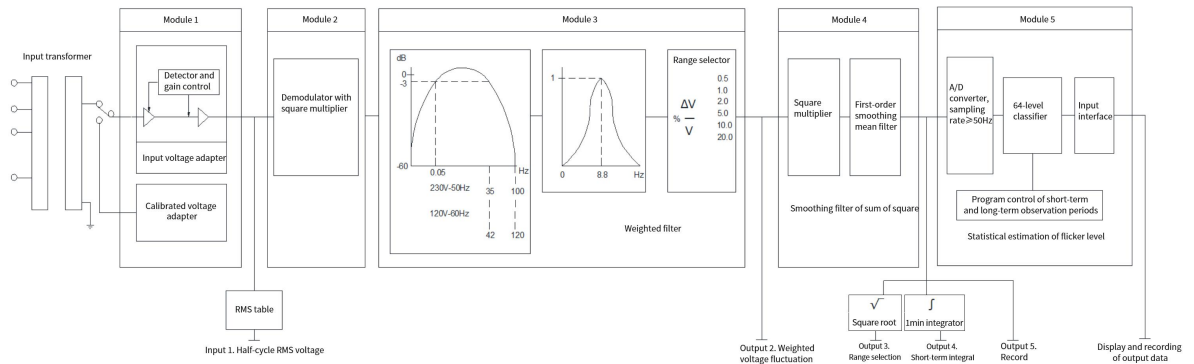 Module 1
Module 2
Module 3
Module 4
Module 5
Input transformer
Detector and
gain control
Input voltage adapter
Calibrated voltage
adapter
Demodulator with
square multiplier
dB
0
-3
-60
0.05
Hz
230V-50Hz
35
100
120V-60Hz
42
120
1
0
8.8
Hz
Range selector
0.5
1.0
2.0
5.0
10.0
20.0
% ΔV
V
Weighted filter
Square
multiplier
First-order
smoothing
mean filter
Smoothing filter of sum of square
A/D
converter,
sampling
rate≥50Hz
64-level
classifier
Input
interface
Program control of short-term
and long-term observation periods
Statistical estimation of flicker level
RMS table
Input 1. Half-cycle RMS voltage
Output 2. Weighted
voltage fluctuation
√
Square root
∫
1min integrator
Output 3.
Range selection
Output 4.
Short-term integral
Output 5.
Record
Display and recording
of output data